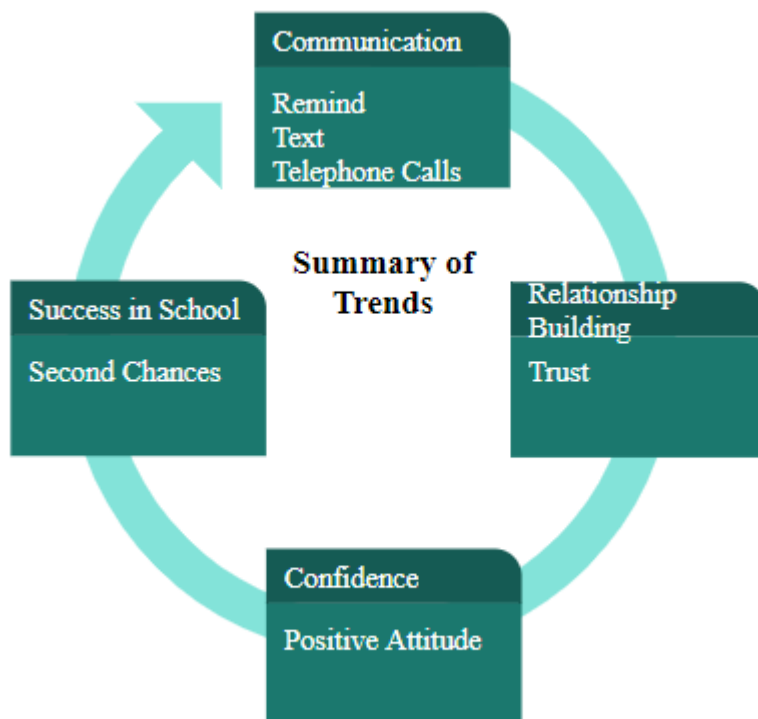 Communication
Remind
Text
Telephone Calls
Summary of
Trends
Relationship
Building
Trust
Confidence
Positive Attitude
Success in School
Second Chances